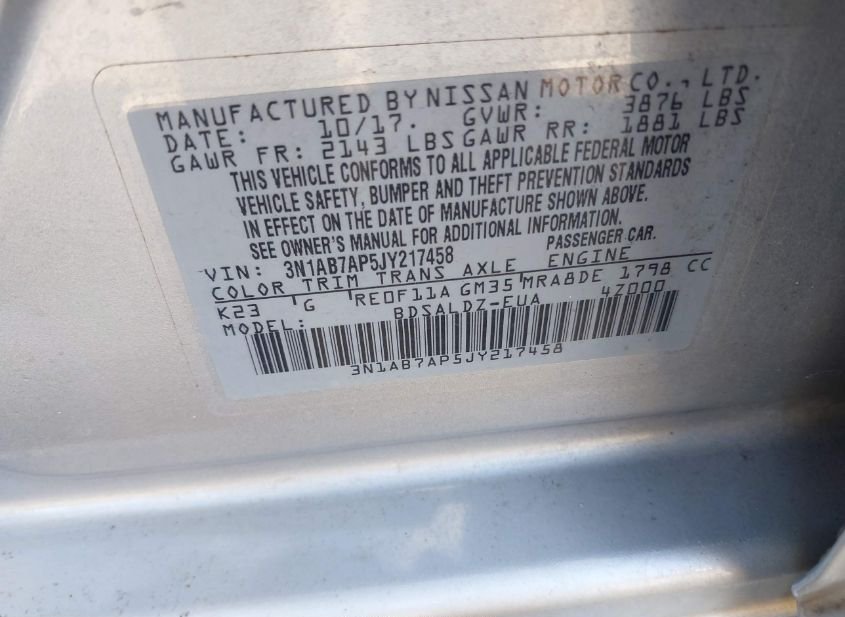 MANUFACTURED BY NISSAN MOTOR CO., LTD.
DATE: 10/17. GVWR: 3876 LBS
GAWR FR: 2143 LBS GAWR RR: 1881 LBS
THIS VEHICLE CONFORMS TO ALL APPLICABLE FEDERAL MOTOR
VEHICLE SAFETY, BUMPER AND THEFT PREVENTION STANDARDS
IN EFFECT ON THE DATE OF MANUFACTURE SHOWN ABOVE.
SEE OWNER'S MANUAL FOR ADDITIONAL INFORMATION.
VIN: 3N1AB7AP5JY217458 PASSENGER CAR.
COLOR TRIM TRANS AXLE ENGINE
K23 G RE0F11A GM35 MRA8DE 1798 CC
MODEL: BDSALDZ-EUA 4Z000
3N1AB7AP5JY217458